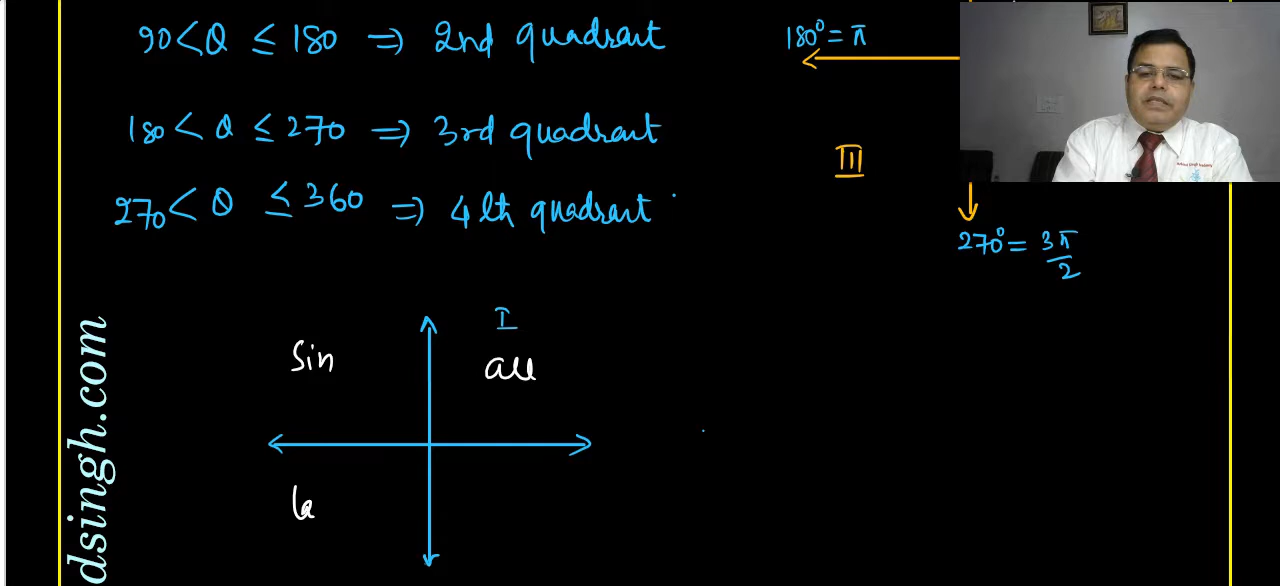 90 < θ ≤ 180 ⇒ 2nd quadrant
180° = π
180 < θ ≤ 270 ⇒ 3rd quadrant
III
270 < θ ≤ 360 ⇒ 4th quadrant
270° = 3π/2
I
Sin
all
dsingh.com